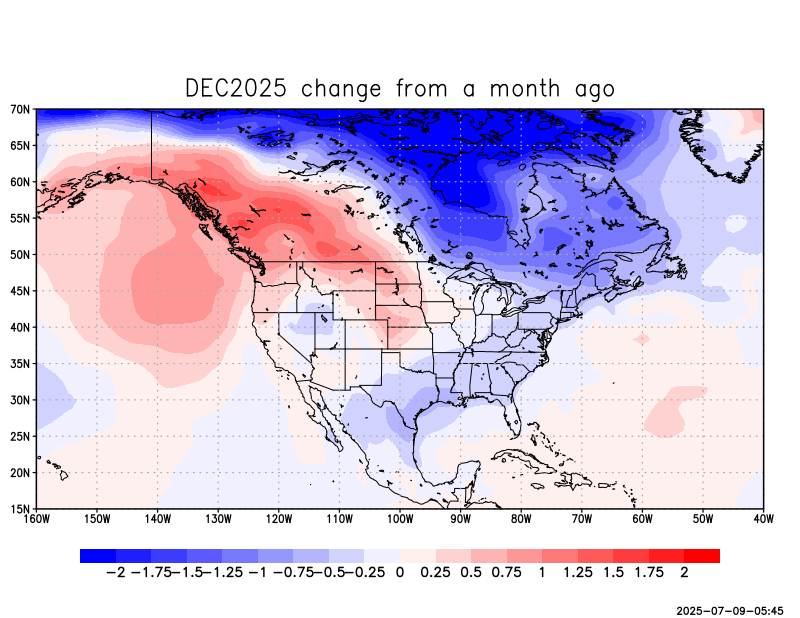 DEC2025 change from a month ago
70N
65N
60N
55N
50N
45N
40N
35N
30N
25N
20N
15N
160W 150W 140W 130W 120W 110W 100W 90W 80W 70W 60W 50W 40W
−2 −1.75 −1.5 −1.25 −1 −0.75 −0.5 −0.25 0 0.25 0.5 0.75 1 1.25 1.5 1.75 2
2025-07-09-05:45